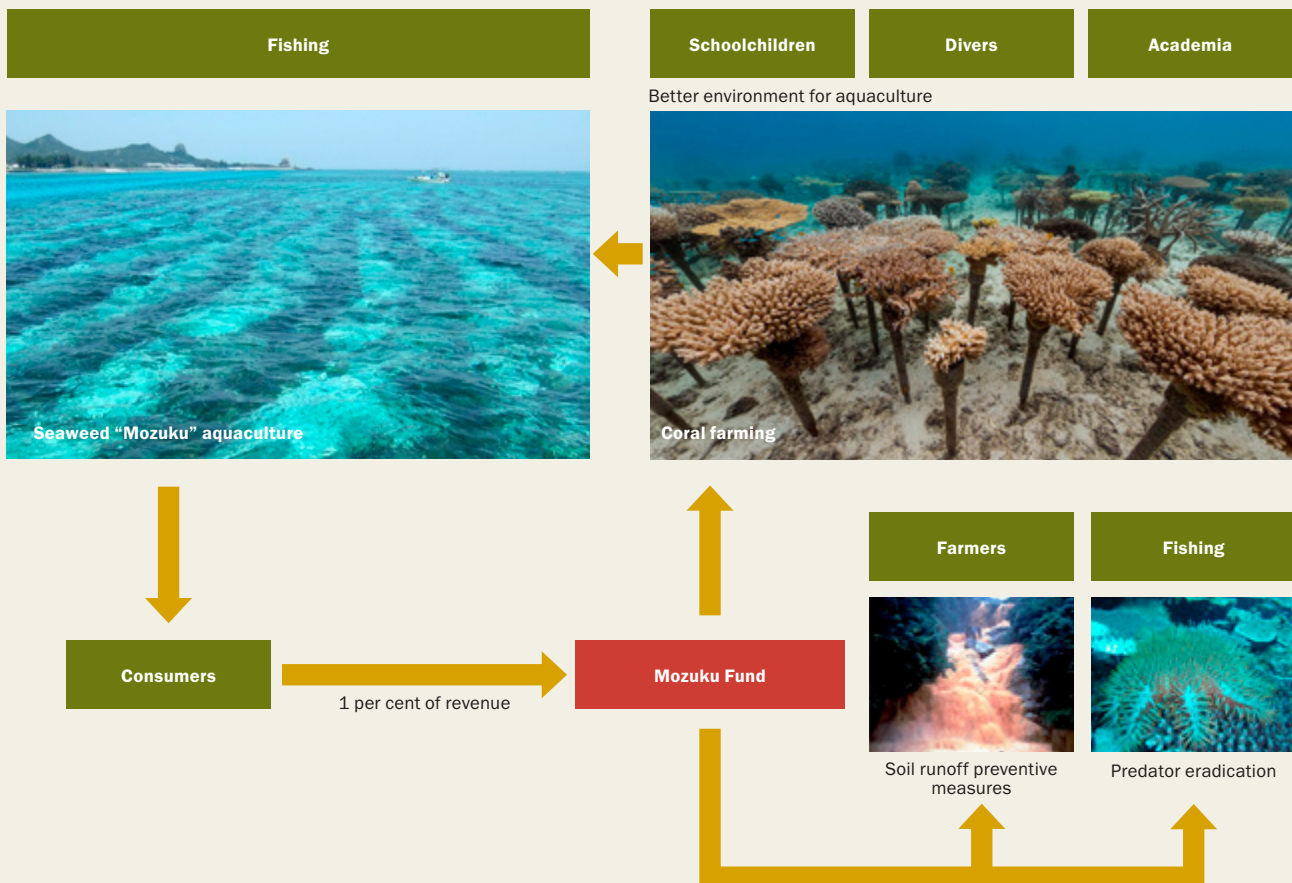 Fishing
Schoolchildren
Divers
Academia
Better environment for aquaculture
Seaweed “Mozuku” aquaculture
Coral farming
Farmers
Fishing
Consumers
1 per cent of revenue
Mozuku Fund
Soil runoff preventive
measures
Predator eradication